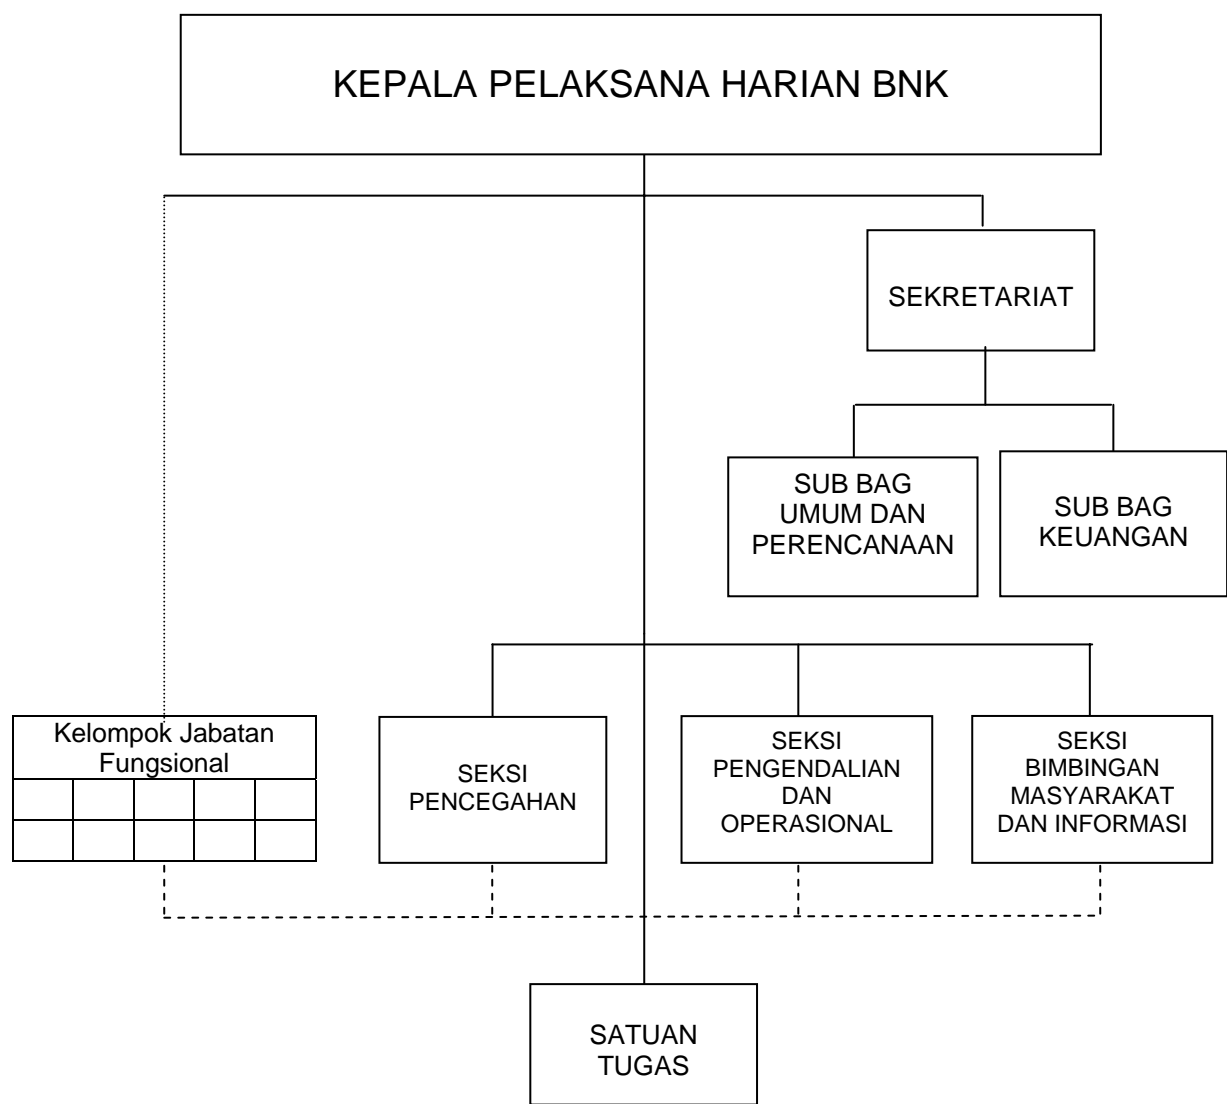 KEPALA PELAKSANA HARIAN BNK
SEKRETARIAT
SUB BAG
UMUM DAN
PERENCANAAN
SUB BAG
KEUANGAN
Kelompok Jabatan
Fungsional
SEKSI
PENCEGAHAN
SEKSI
PENGENDALIAN
DAN
OPERASIONAL
SEKSI
BIMBINGAN
MASYARAKAT
DAN INFORMASI
SATUAN
TUGAS